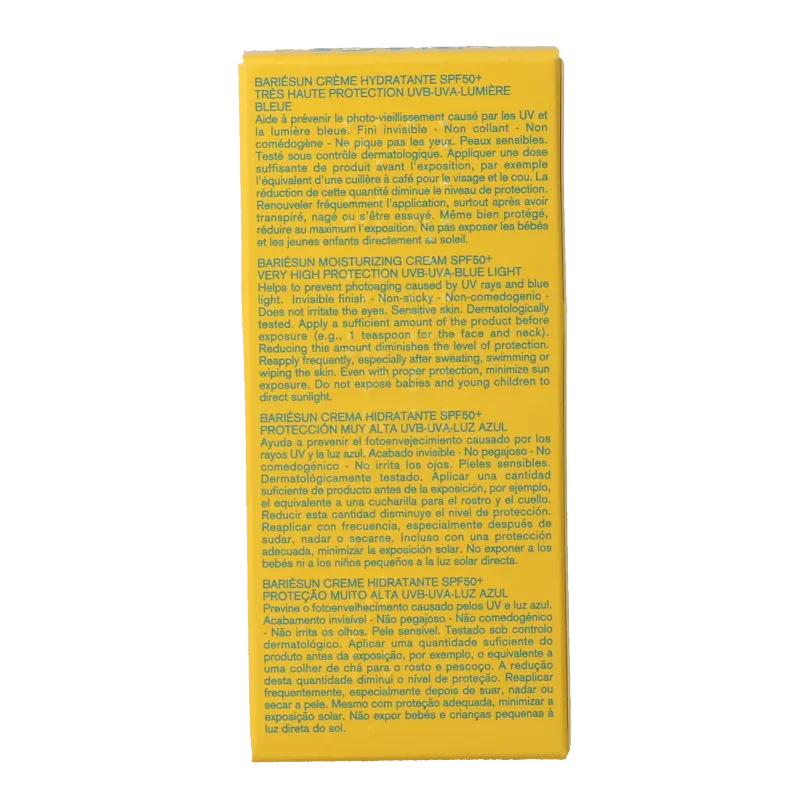 BARIÉSUN CRÈME HYDRATANTE SPF50+
TRÈS HAUTE PROTECTION UVB-UVA-LUMIÈRE
BLEUE
Aide à prévenir le photo-vieillissement causé par les UV et
la lumière bleue. Fini invisible - Non collant - Non
comédogène - Ne pique pas les yeux. Peaux sensibles.
Testé sous contrôle dermatologique. Appliquer une dose
suffisante de produit avant l'exposition, par exemple
l'équivalent d'une cuillère à café pour le visage et le cou. La
réduction de cette quantité diminue le niveau de protection.
Renouveler fréquemment l'application, surtout après avoir
transpiré, nagé ou s'être essuyé. Même bien protégé,
réduire au maximum l'exposition. Ne pas exposer les bébés
et les jeunes enfants directement au soleil.
BARIÉSUN MOISTURIZING CREAM SPF50+
VERY HIGH PROTECTION UVB-UVA-BLUE LIGHT
Helps to prevent photoaging caused by UV rays and blue
light. Invisible finish - Non-sticky - Non-comedogenic -
Does not irritate the eyes. Sensitive skin. Dermatologically
tested. Apply a sufficient amount of the product before
exposure (e.g., 1 teaspoon for the face and neck).
Reducing this amount diminishes the level of protection.
Reapply frequently, especially after sweating, swimming or
wiping the skin. Even with proper protection, minimize sun
exposure. Do not expose babies and young children to
direct sunlight.
BARIÉSUN CREMA HIDRATANTE SPF50+
PROTECCIÓN MUY ALTA UVB-UVA-LUZ AZUL
Ayuda a prevenir el fotoenvejecimiento causado por los
rayos UV y la luz azul. Acabado invisible - No pegajoso - No
comedogénico - No irrita los ojos. Pieles sensibles.
Dermatológicamente testado. Aplicar una cantidad
suficiente de producto antes de la exposición, por ejemplo,
el equivalente a una cucharilla para el rostro y el cuello.
Reducir esta cantidad disminuye el nivel de protección.
Reaplicar con frecuencia, especialmente después de
sudar, nadar o secarse. Incluso con una protección
adecuada, minimizar la exposición solar. No exponer a los
bebés ni a los niños pequeños a la luz solar directa.
BARIÉSUN CREME HIDRATANTE SPF50+
PROTEÇÃO MUITO ALTA UVB-UVA-LUZ AZUL
Previne o fotoenvelhecimento causado pelos UV e luz azul.
Acabamento invisível - Não pegajoso - Não comedogénico
- Não irrita os olhos. Pele sensível. Testado sob controlo
dermatológico. Aplicar uma quantidade suficiente do
produto antes da exposição, por exemplo, o equivalente a
uma colher de chá para o rosto e pescoço. A redução
desta quantidade diminui o nível de proteção. Reaplicar
frequentemente, especialmente depois de suar, nadar ou
secar a pele. Mesmo com proteção adequada, minimizar a
exposição solar. Não expor bebés e crianças pequenas à
luz direta do sol.